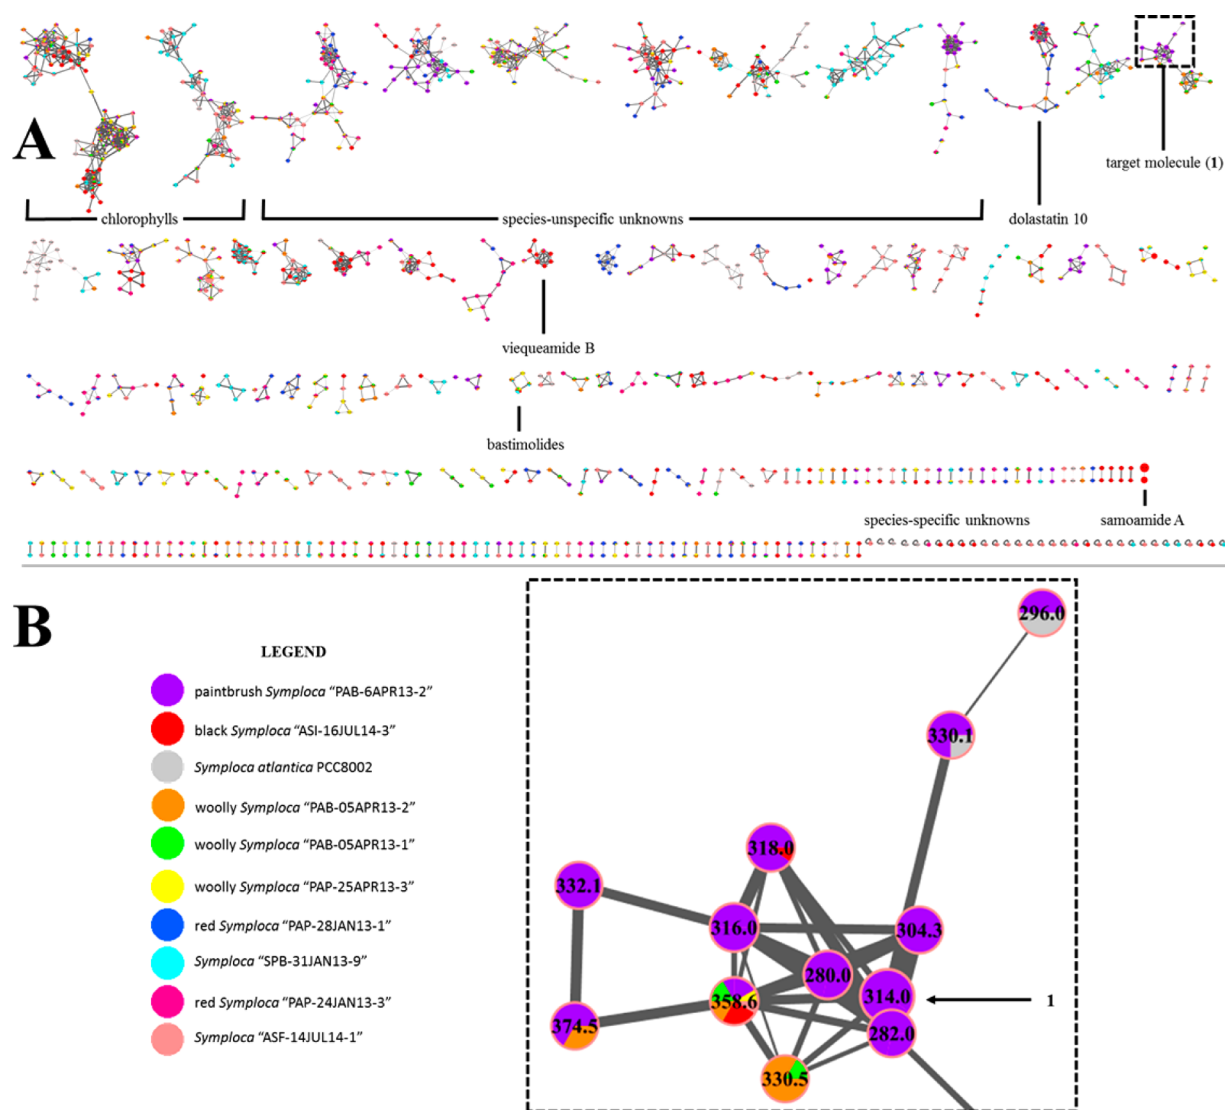 A
target molecule (1)
chlorophylls
species-unspecific unknowns
dolastatin 10
viequeamide B
bastimolides
species-specific unknowns
samoamide A
B
LEGEND
paintbrush Symploca “PAB-6APR13-2”
black Symploca “ASI-16JUL14-3”
Symploca atlantica PCC8002
woolly Symploca “PAB-05APR13-2”
woolly Symploca “PAB-05APR13-1”
woolly Symploca “PAP-25APR13-3”
red Symploca “PAP-28JAN13-1”
Symploca “SPB-31JAN13-9”
red Symploca “PAP-24JAN13-3”
Symploca “ASF-14JUL14-1”
296.0
330.1
318.0
332.1
316.0
304.3
280.0
358.6
314.0
1
374.5
282.0
330.5